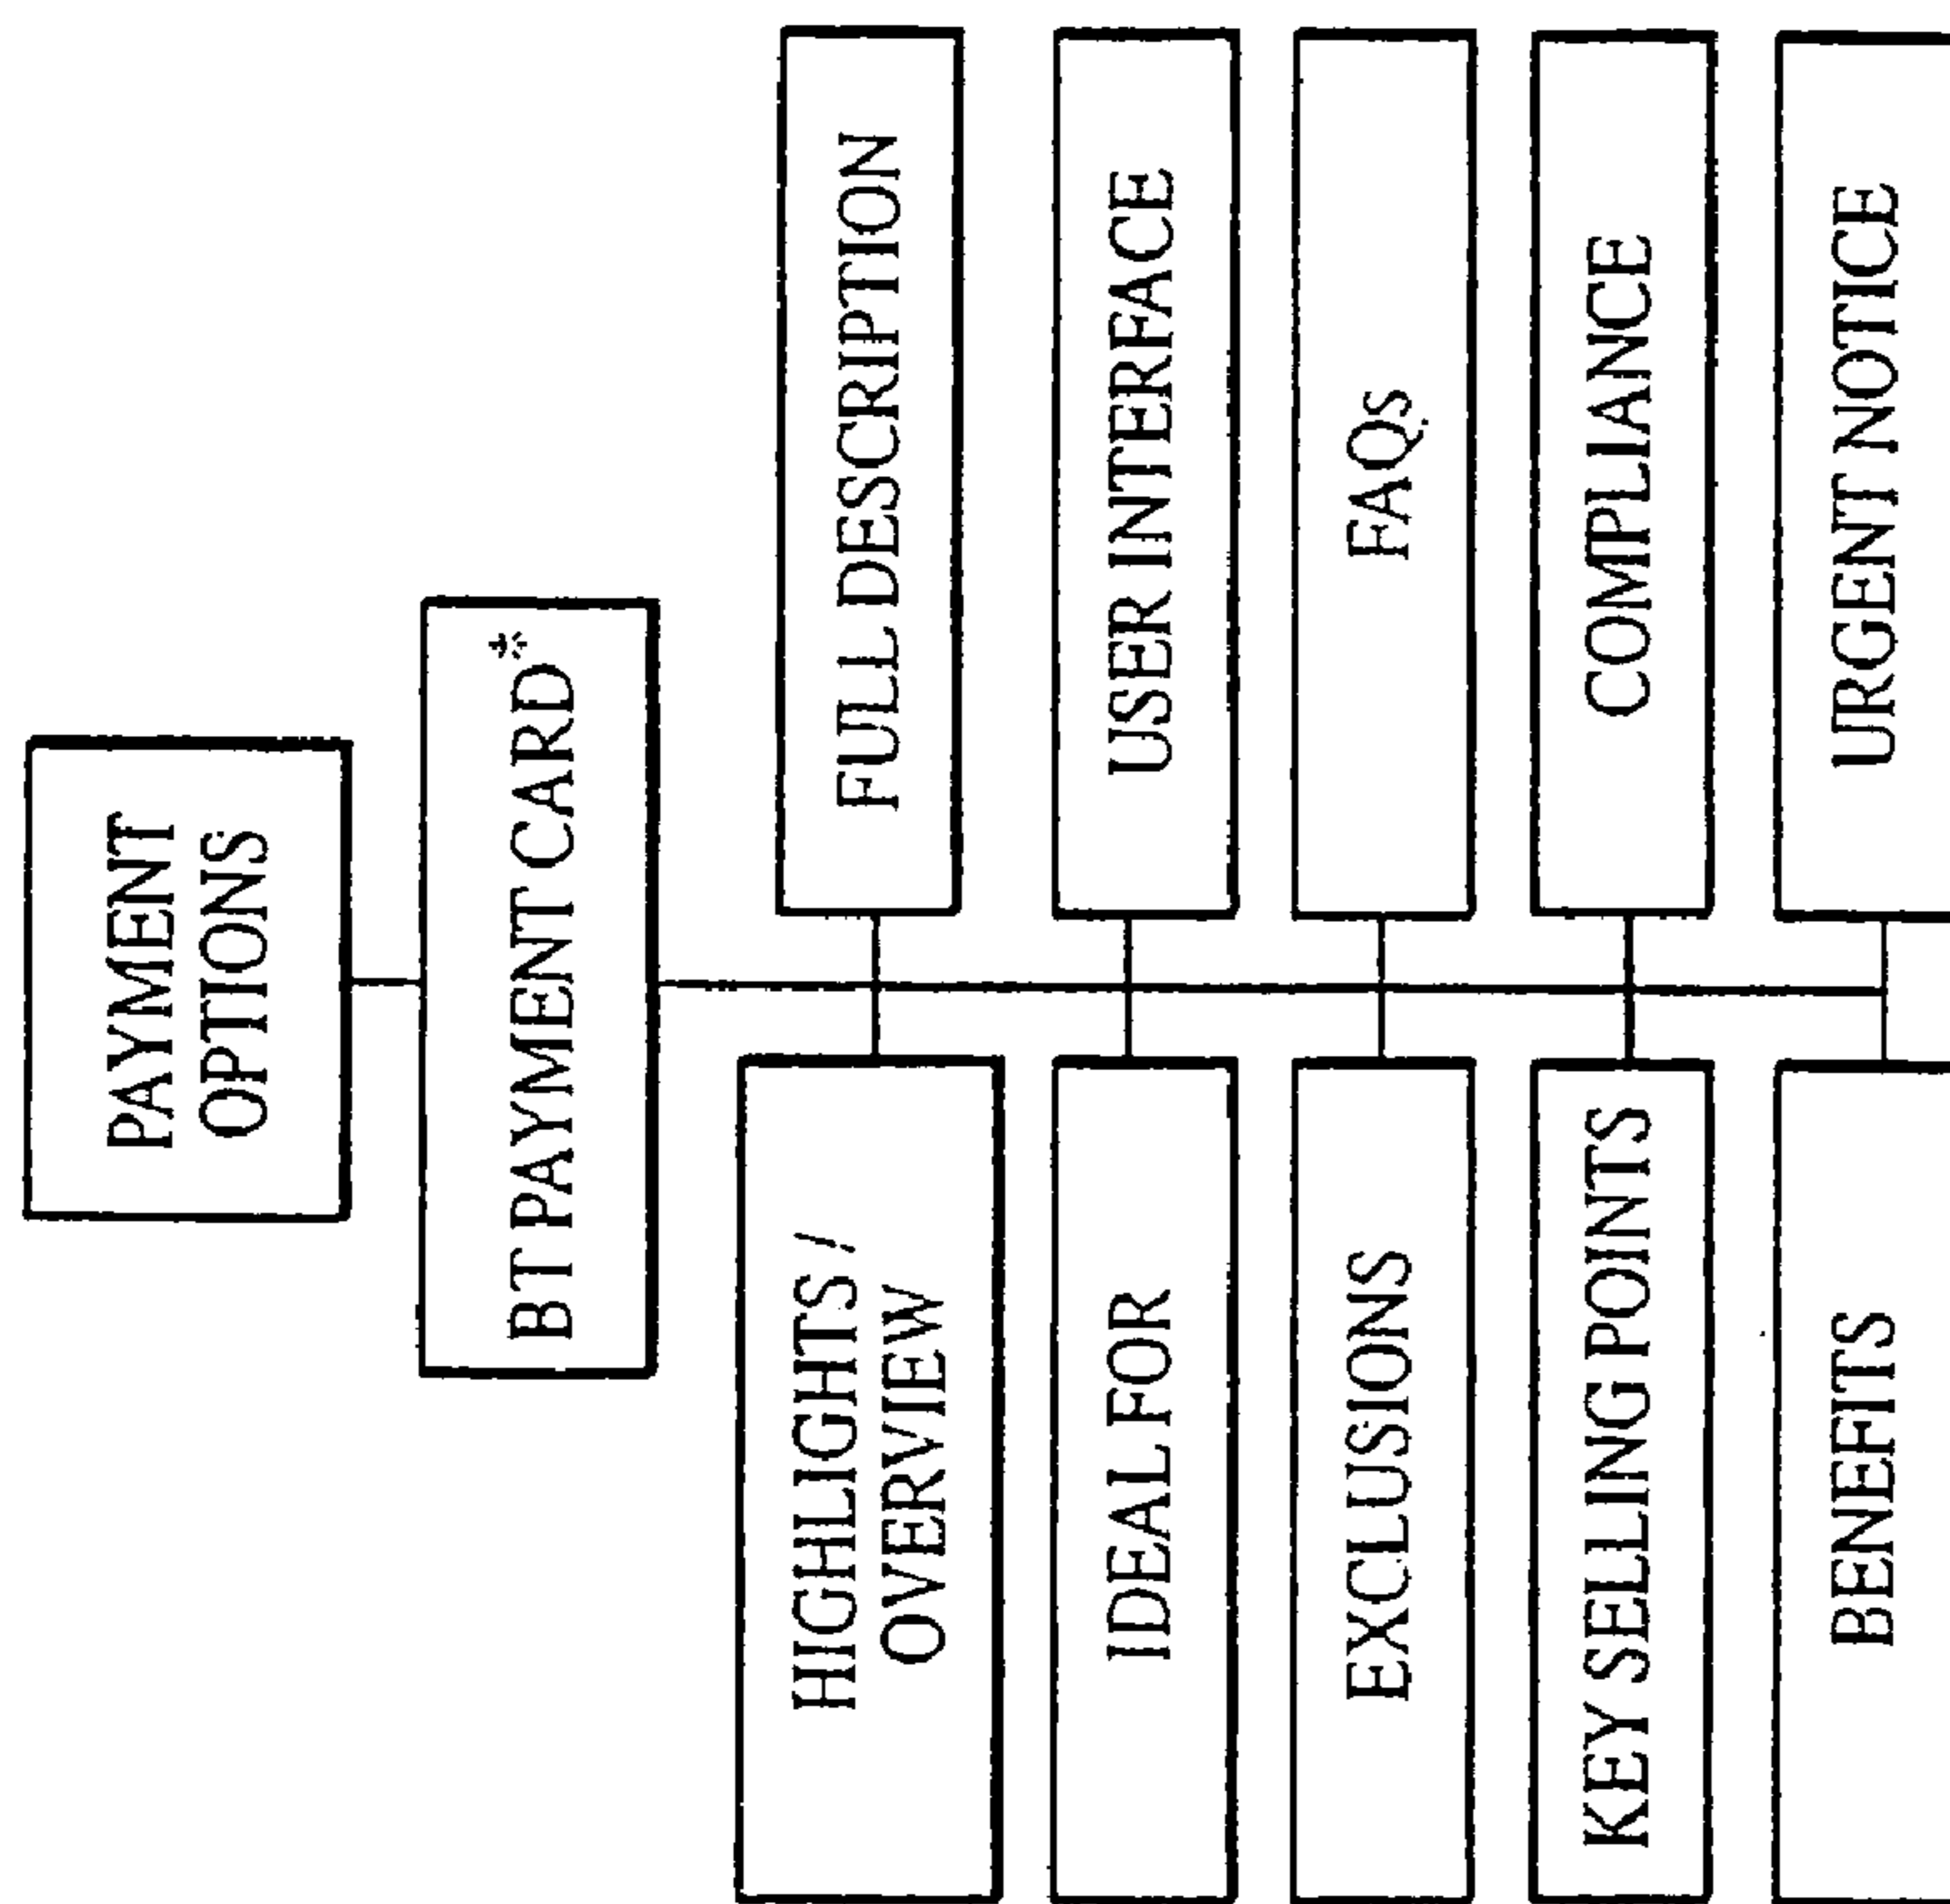 PAYMENT
OPTIONS
BT PAYMENT CARD*
HIGHLIGHTS /
OVERVIEW
FULL DESCRIPTION
IDEAL FOR
USER INTERFACE
EXCLUSIONS
FAQs
KEY SELLING POINTS
COMPLIANCE
BENEFITS
URGENT NOTICE